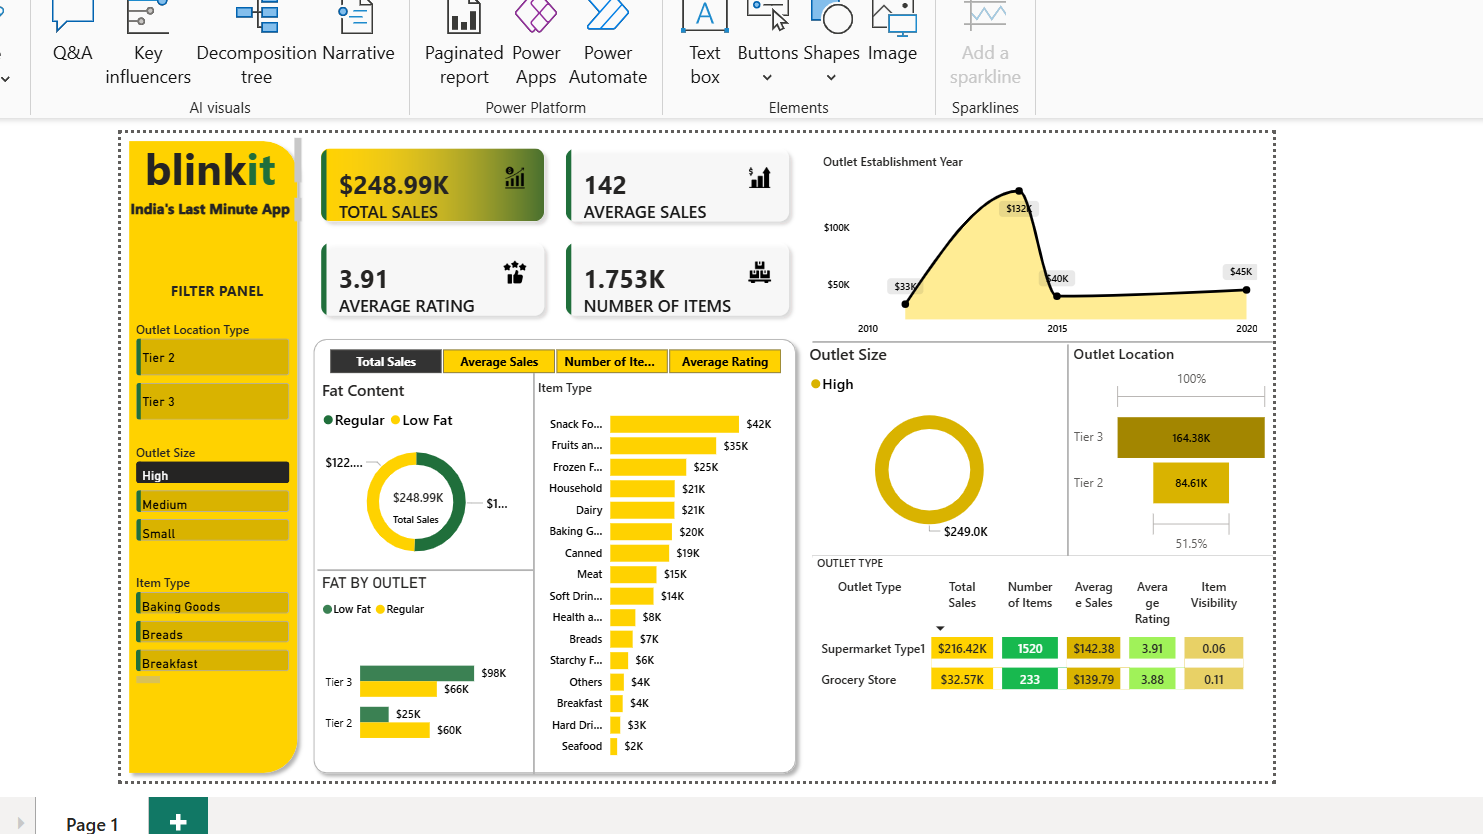 Q&A
Key
influencers
Decomposition
tree
Narrative
AI visuals
Paginated
report
Power
Apps
Power
Automate
Power Platform
Text
box
Buttons
Shapes
Image
Elements
Add a
sparkline
Sparklines
blinkit
India's Last Minute App
FILTER PANEL
Outlet Location Type
Tier 2
Tier 3
Outlet Size
High
Medium
Small
Item Type
Baking Goods
Breads
Breakfast
$248.99K
TOTAL SALES
142
AVERAGE SALES
3.91
AVERAGE RATING
1.753K
NUMBER OF ITEMS
Outlet Establishment Year
$100K
$50K
$33K
$132K
$40K
$45K
2010
2015
2020
Total Sales
Average Sales
Number of Ite...
Average Rating
Fat Content
Regular
Low Fat
$122....
$248.99K
Total Sales
$1...
FAT BY OUTLET
Low Fat
Regular
Tier 3
$98K
$66K
Tier 2
$25K
$60K
Item Type
Snack Fo... $42K
Fruits an... $35K
Frozen F... $25K
Household $21K
Dairy $21K
Baking G... $20K
Canned $19K
Meat $15K
Soft Drin... $14K
Health a... $8K
Breads $7K
Starchy F... $6K
Others $4K
Breakfast $4K
Hard Dri... $3K
Seafood $2K
Outlet Size
High
$249.0K
Outlet Location
100%
Tier 3 164.38K
Tier 2 84.61K
51.5%
OUTLET TYPE
Outlet Type
Total
Sales
Number
of Items
Averag
e Sales
Avera
ge
Rating
Item
Visibility
Supermarket Type1 $216.42K 1520 $142.38 3.91 0.06
Grocery Store $32.57K 233 $139.79 3.88 0.11
Page 1
+